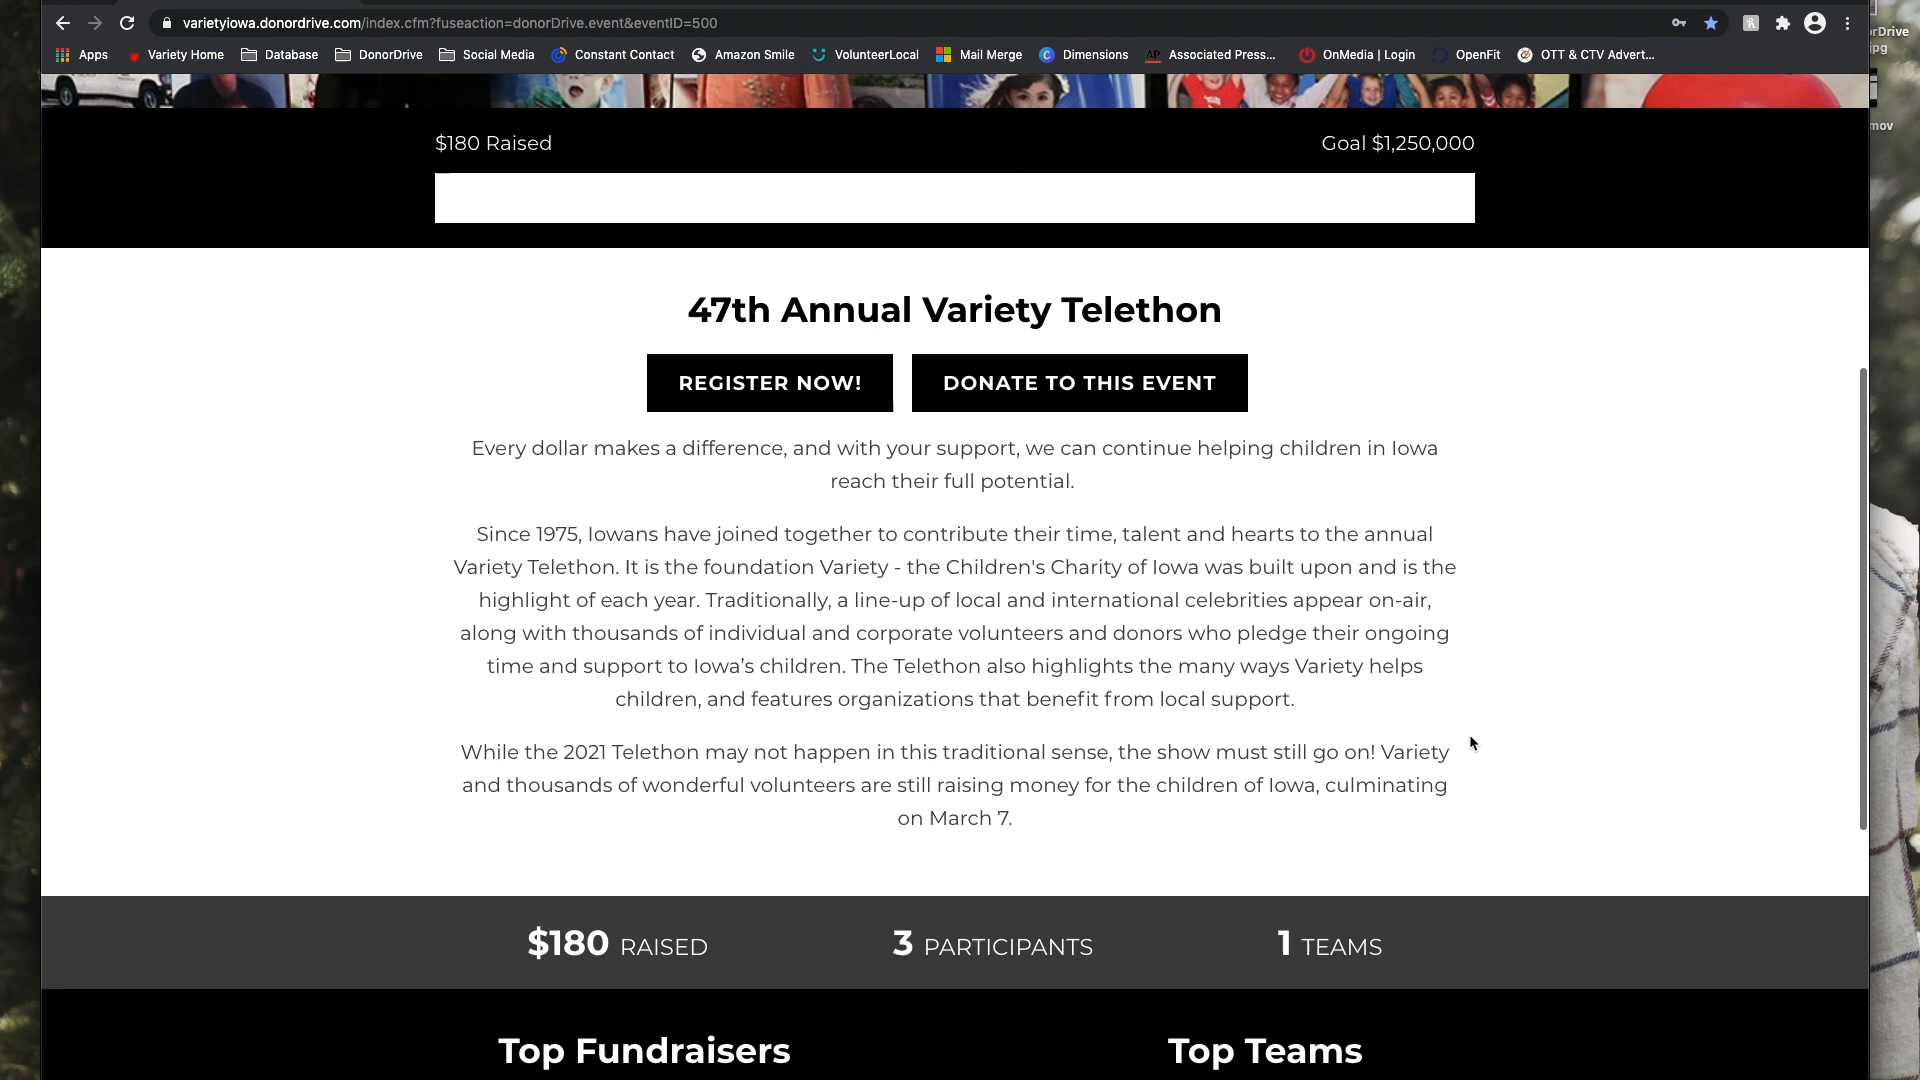 varietyiowa.donordrive.com/index.cfm?fuseaction=donorDrive.event&eventID=500
Apps Variety Home Database DonorDrive Social Media Constant Contact Amazon Smile VolunteerLocal Mail Merge Dimensions AP Associated Press... OnMedia | Login OpenFit OTT & CTV Advert...
$180 Raised Goal $1,250,000
47th Annual Variety Telethon
REGISTER NOW! DONATE TO THIS EVENT
Every dollar makes a difference, and with your support, we can continue helping children in Iowa
reach their full potential.
Since 1975, Iowans have joined together to contribute their time, talent and hearts to the annual
Variety Telethon. It is the foundation Variety - the Children's Charity of Iowa was built upon and is the
highlight of each year. Traditionally, a line-up of local and international celebrities appear on-air,
along with thousands of individual and corporate volunteers and donors who pledge their ongoing
time and support to Iowa’s children. The Telethon also highlights the many ways Variety helps
children, and features organizations that benefit from local support.
While the 2021 Telethon may not happen in this traditional sense, the show must still go on! Variety
and thousands of wonderful volunteers are still raising money for the children of Iowa, culminating
on March 7.
$180 RAISED 3 PARTICIPANTS 1 TEAMS
Top Fundraisers Top Teams